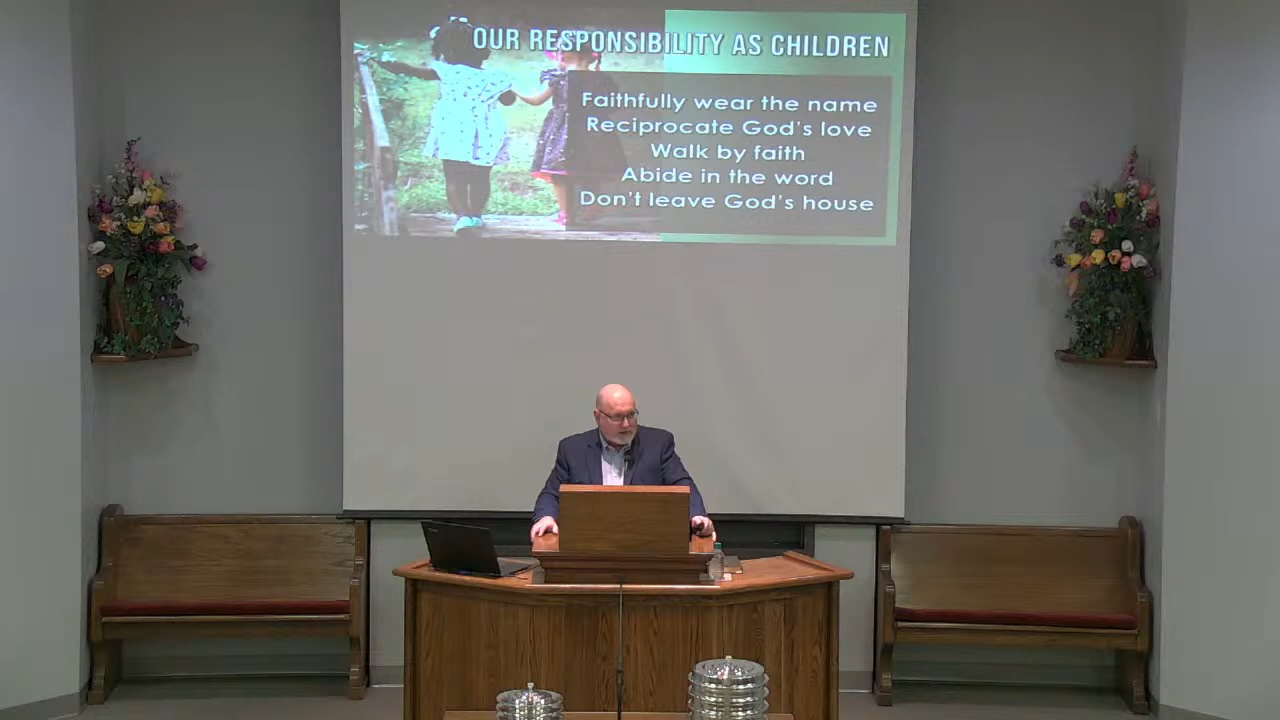 OUR RESPONSIBILITY AS CHILDREN
Faithfully wear the name
Reciprocate God's love
Walk by faith
Abide in the word
Don't leave God's house